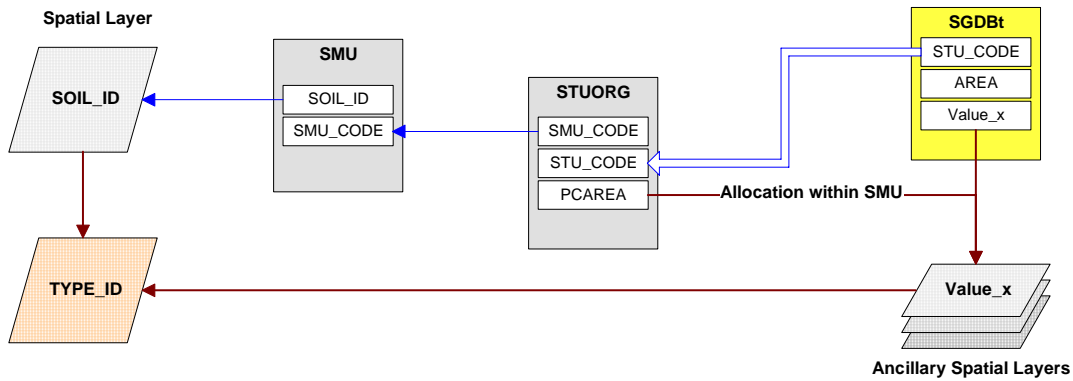 Spatial Layer
SOIL_ID
TYPE_ID
SMU
SOIL_ID
SMU_CODE
STUORG
SMU_CODE
STU_CODE
PCAREA
Allocation within SMU
SGDBt
STU_CODE
AREA
Value_x
Value_x
Ancillary Spatial Layers